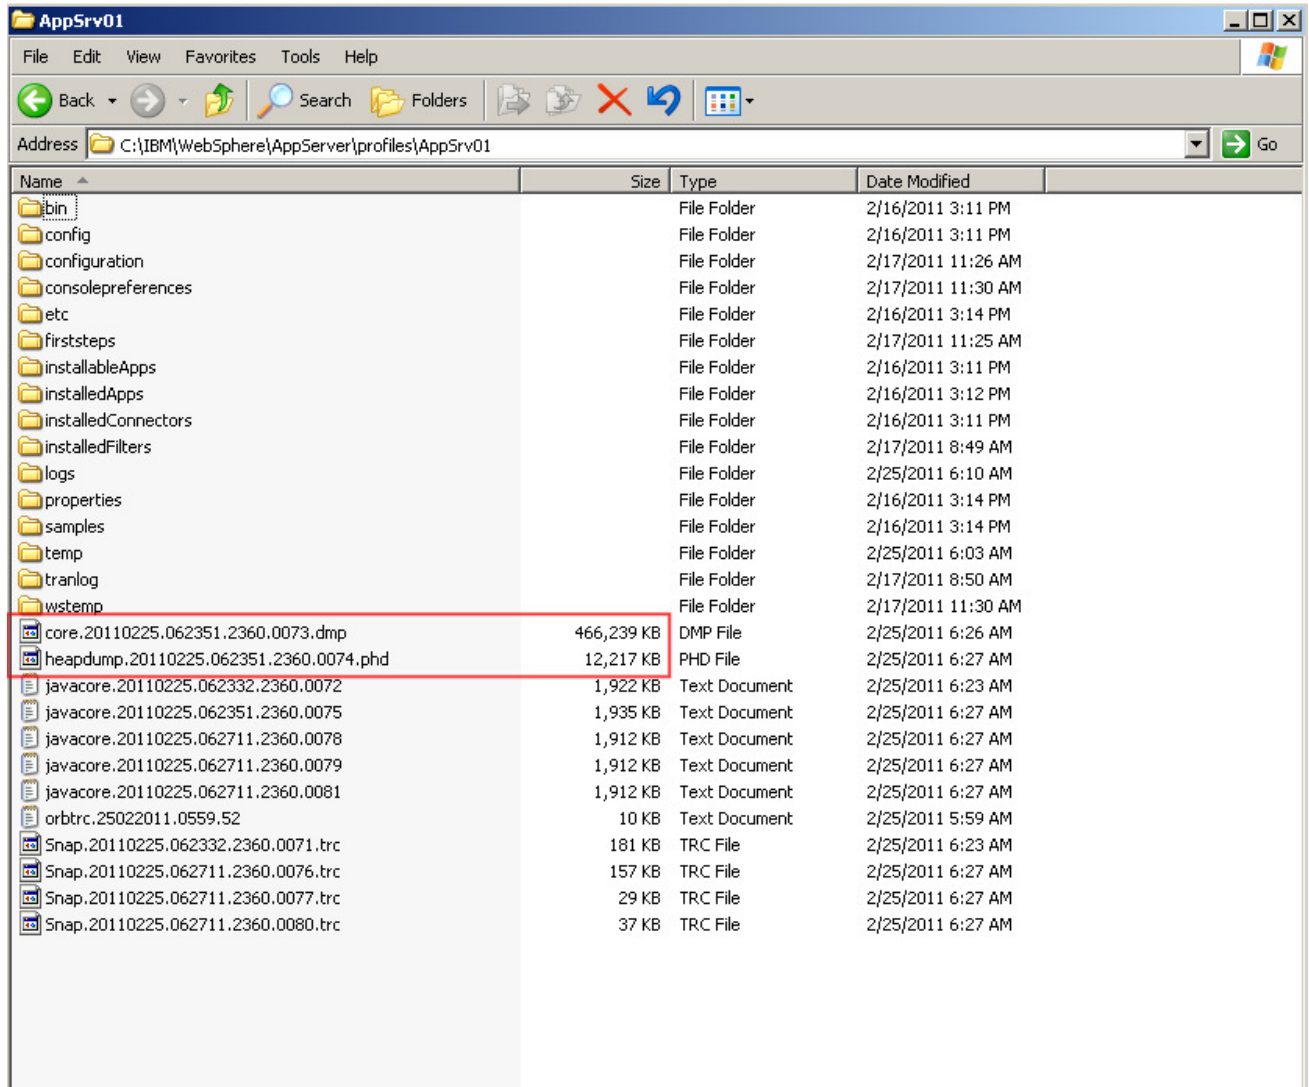 AppSrv01
File Edit View Favorites Tools Help
Back Search Folders
Address C:\IBM\WebSphere\AppServer\profiles\AppSrv01 Go
Name Size Type Date Modified
bin File Folder 2/16/2011 3:11 PM
config File Folder 2/16/2011 3:11 PM
configuration File Folder 2/17/2011 11:26 AM
consolepreferences File Folder 2/17/2011 11:30 AM
etc File Folder 2/16/2011 3:14 PM
firststeps File Folder 2/17/2011 11:25 AM
installableApps File Folder 2/16/2011 3:11 PM
installedApps File Folder 2/16/2011 3:12 PM
installedConnectors File Folder 2/16/2011 3:11 PM
installedFilters File Folder 2/17/2011 8:49 AM
logs File Folder 2/25/2011 6:10 AM
properties File Folder 2/16/2011 3:14 PM
samples File Folder 2/16/2011 3:14 PM
temp File Folder 2/25/2011 6:03 AM
tranlog File Folder 2/17/2011 8:50 AM
wstemp File Folder 2/17/2011 11:30 AM
core.20110225.062351.2360.0073.dmp 466,239 KB DMP File 2/25/2011 6:26 AM
heapdump.20110225.062351.2360.0074.phd 12,217 KB PHD File 2/25/2011 6:27 AM
javacore.20110225.062332.2360.0072 1,922 KB Text Document 2/25/2011 6:23 AM
javacore.20110225.062351.2360.0075 1,935 KB Text Document 2/25/2011 6:27 AM
javacore.20110225.062711.2360.0078 1,912 KB Text Document 2/25/2011 6:27 AM
javacore.20110225.062711.2360.0079 1,912 KB Text Document 2/25/2011 6:27 AM
javacore.20110225.062711.2360.0081 1,912 KB Text Document 2/25/2011 6:27 AM
orbtrc.25022011.0559.52 10 KB Text Document 2/25/2011 5:59 AM
Snap.20110225.062332.2360.0071.trc 181 KB TRC File 2/25/2011 6:23 AM
Snap.20110225.062711.2360.0076.trc 157 KB TRC File 2/25/2011 6:27 AM
Snap.20110225.062711.2360.0077.trc 29 KB TRC File 2/25/2011 6:27 AM
Snap.20110225.062711.2360.0080.trc 37 KB TRC File 2/25/2011 6:27 AM